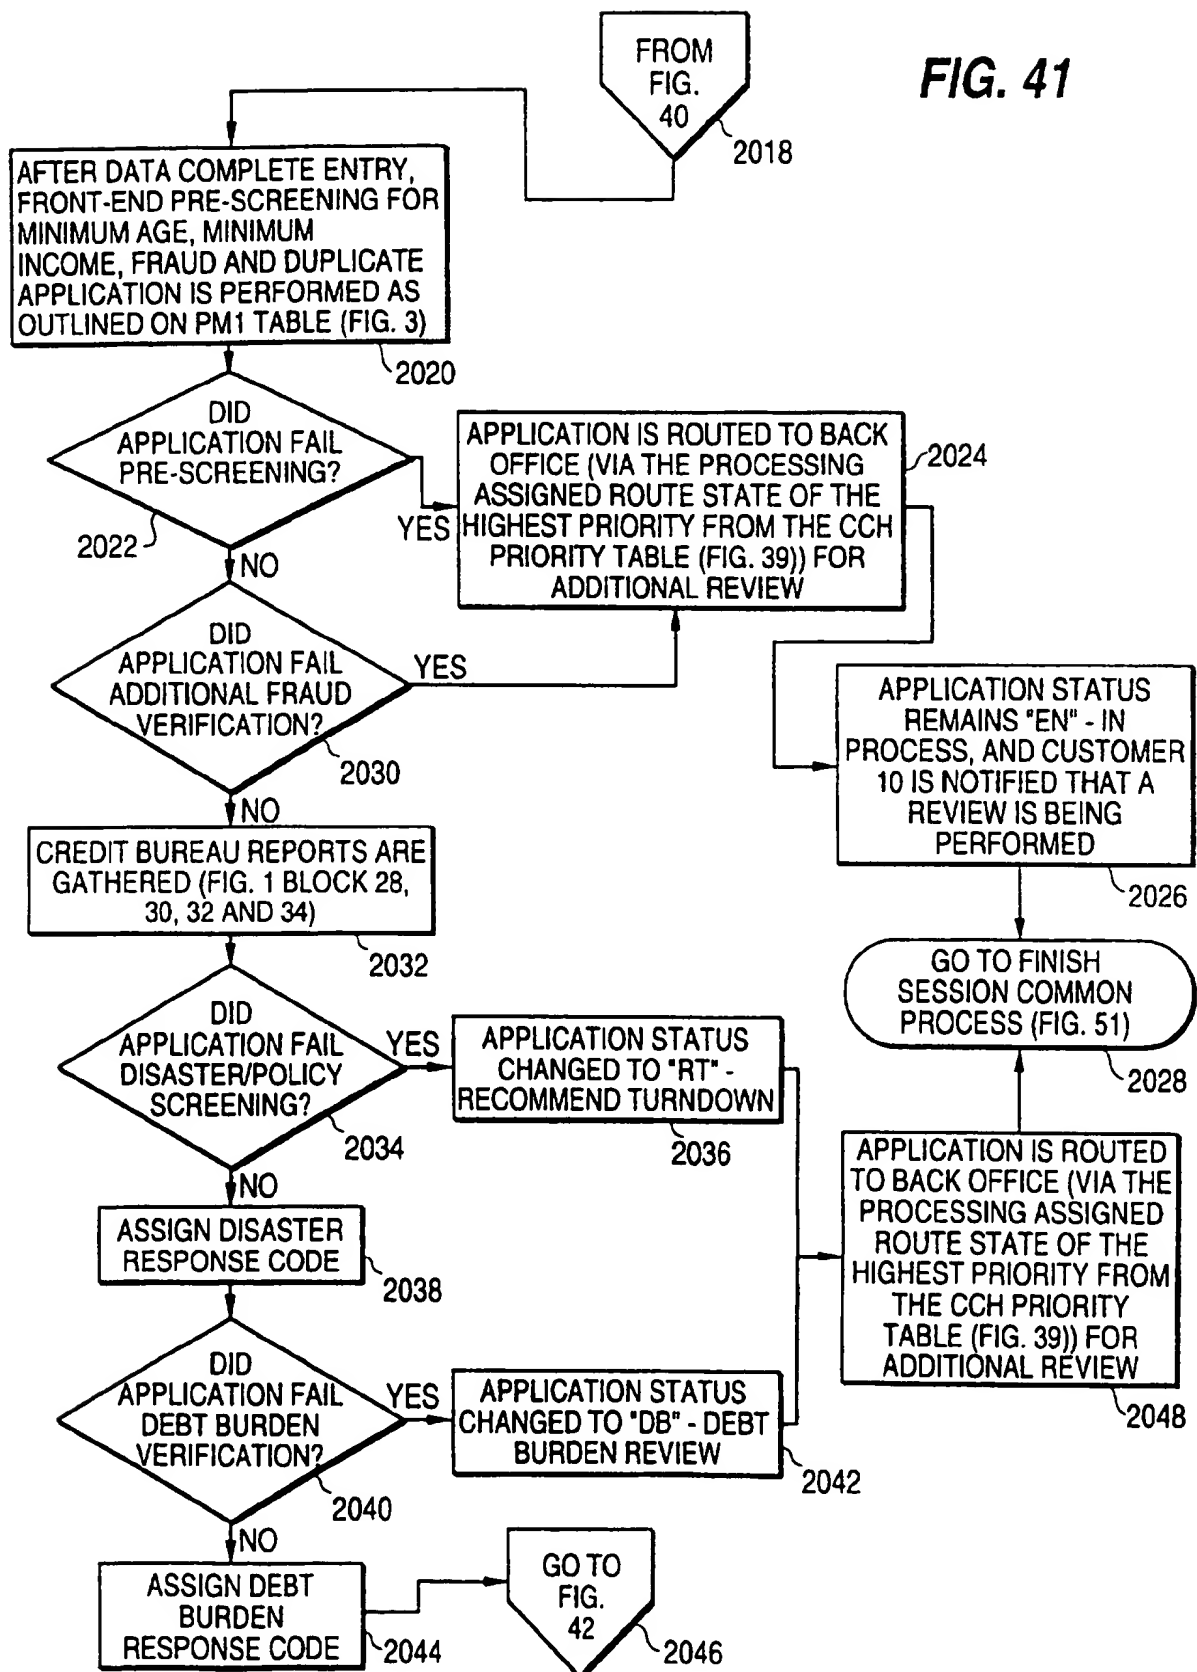 FROM
FIG.
40
FIG. 41
2018
AFTER DATA COMPLETE ENTRY,
FRONT-END PRE-SCREENING FOR
MINIMUM AGE, MINIMUM
INCOME, FRAUD AND DUPLICATE
APPLICATION IS PERFORMED AS
OUTLINED ON PM1 TABLE (FIG. 3)
2020
DID
APPLICATION FAIL
PRE-SCREENING?
2022
YES
NO
APPLICATION IS ROUTED TO BACK
OFFICE (VIA THE PROCESSING
ASSIGNED ROUTE STATE OF THE
HIGHEST PRIORITY FROM THE CCH
PRIORITY TABLE (FIG. 39)) FOR
ADDITIONAL REVIEW
2024
DID
APPLICATION FAIL
ADDITIONAL FRAUD
VERIFICATION?
YES
2030
NO
APPLICATION STATUS
REMAINS "EN" - IN
PROCESS, AND CUSTOMER
10 IS NOTIFIED THAT A
REVIEW IS BEING
PERFORMED
2026
CREDIT BUREAU REPORTS ARE
GATHERED (FIG. 1 BLOCK 28,
30, 32 AND 34)
2032
GO TO FINISH
SESSION COMMON
PROCESS (FIG. 51)
2028
DID
APPLICATION FAIL
DISASTER/POLICY
SCREENING?
YES
2034
NO
APPLICATION STATUS
CHANGED TO "RT" -
RECOMMEND TURNDOWN
2036
APPLICATION IS ROUTED
TO BACK OFFICE (VIA THE
PROCESSING ASSIGNED
ROUTE STATE OF THE
HIGHEST PRIORITY FROM
THE CCH PRIORITY
TABLE (FIG. 39)) FOR
ADDITIONAL REVIEW
2048
ASSIGN DISASTER
RESPONSE CODE
2038
DID
APPLICATION FAIL
DEBT BURDEN
VERIFICATION?
YES
2040
NO
APPLICATION STATUS
CHANGED TO "DB" - DEBT
BURDEN REVIEW
2042
ASSIGN DEBT
BURDEN
RESPONSE CODE
2044
GO TO
FIG.
42
2046